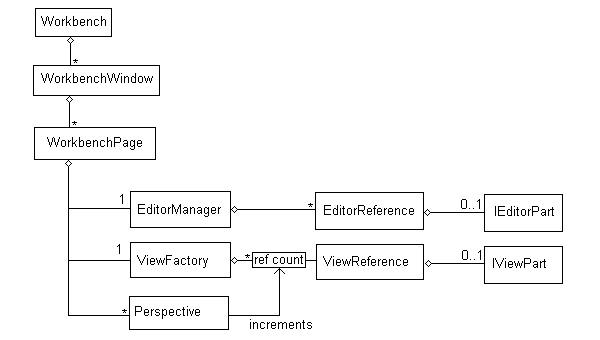 Workbench
*
WorkbenchWindow
*
WorkbenchPage
1 EditorManager * EditorReference 0..1 IEditorPart
1 ViewFactory * ref count ViewReference 0..1 IViewPart
* Perspective
increments